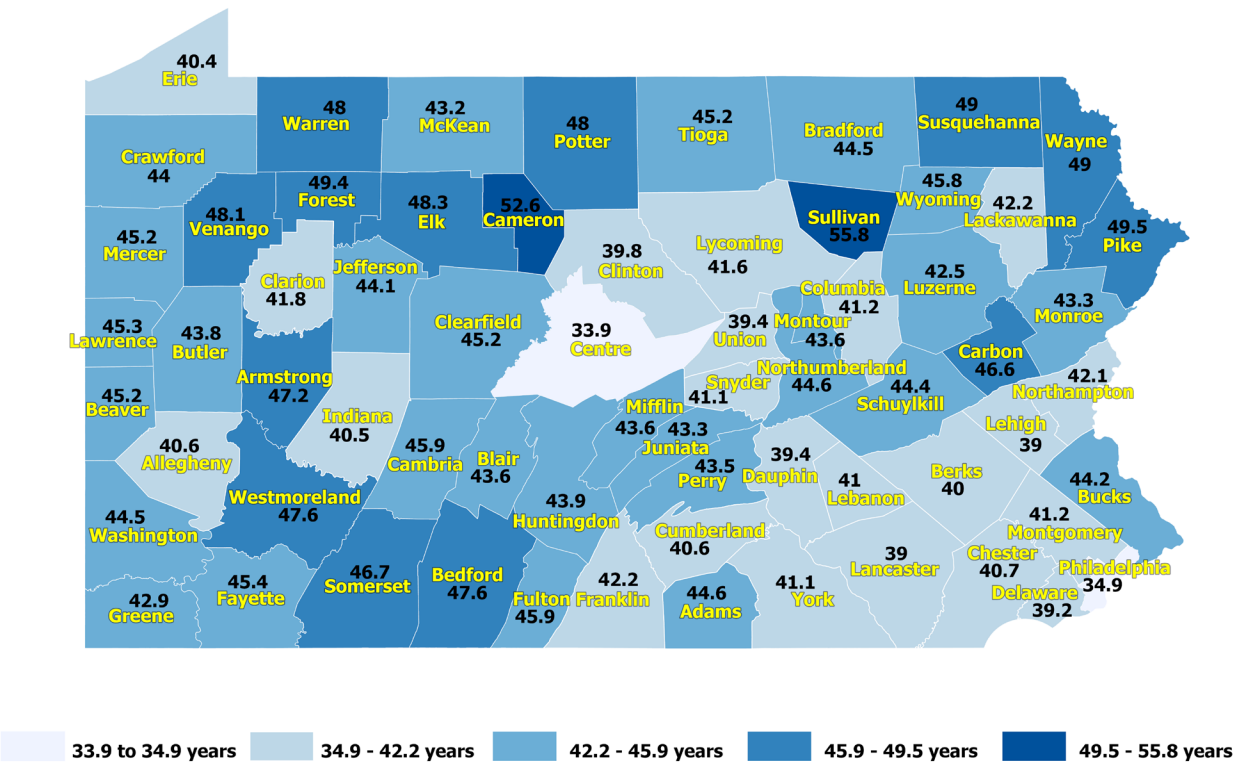 40.4
Erie
48
Warren
43.2
McKean
48
Potter
45.2
Tioga
Bradford
44.5
49
Susquehanna
Wayne
49
Crawford
44
49.4
Forest
48.1
Venango
48.3
Elk
52.6
Cameron
Sullivan
55.8
45.8
Wyoming
42.2
Lackawanna
49.5
Pike
45.2
Mercer
Clarion
41.8
Jefferson
44.1
39.8
Clinton
Lycoming
41.6
Columbia
41.2
42.5
Luzerne
43.3
Monroe
45.3
Lawrence
43.8
Butler
Clearfield
45.2
33.9
Centre
39.4
Union
Montour
43.6
Carbon
46.6
45.2
Beaver
Armstrong
47.2
Indiana
40.5
Snyder
41.1
Northumberland
44.6
44.4
Schuylkill
42.1
Northampton
40.6
Allegheny
45.9
Cambria
Blair
43.6
Mifflin
43.6
43.3
Juniata
43.5
Perry
39.4
Dauphin
41
Lebanon
Berks
40
Lehigh
39
44.2
Bucks
44.5
Washington
Westmoreland
47.6
43.9
Huntingdon
Cumberland
40.6
39
Lancaster
41.2
Montgomery
Chester
40.7
Philadelphia
34.9
Delaware
39.2
42.9
Greene
45.4
Fayette
46.7
Somerset
Bedford
47.6
Fulton
45.9
42.2
Franklin
44.6
Adams
41.1
York
33.9 to 34.9 years
34.9 - 42.2 years
42.2 - 45.9 years
45.9 - 49.5 years
49.5 - 55.8 years